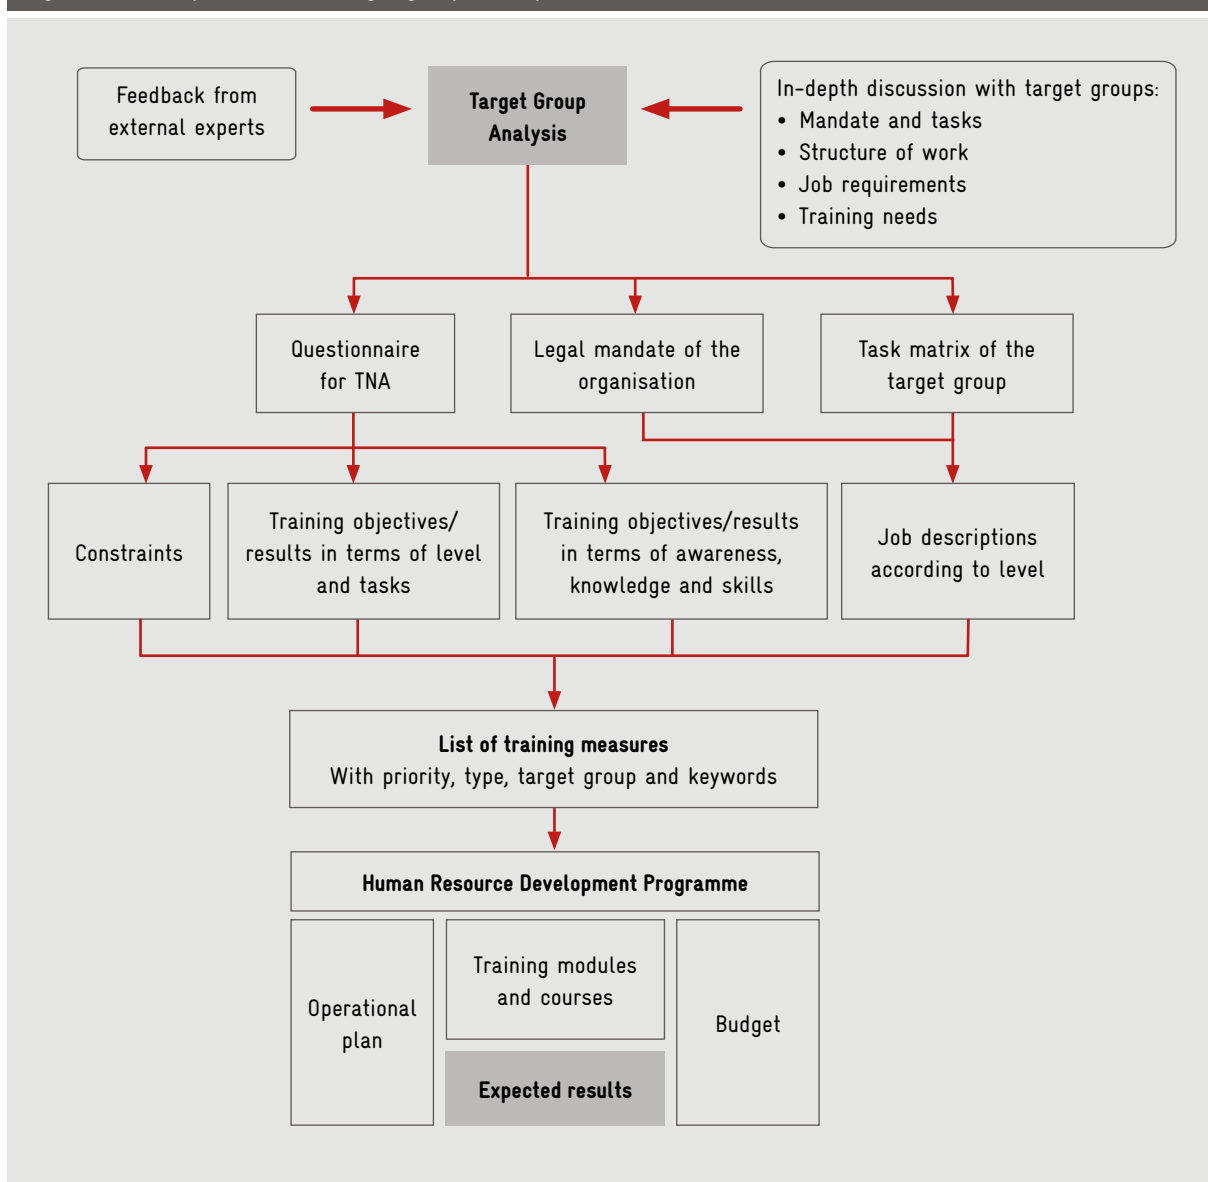 Feedback from
external experts
Target Group
Analysis
In-depth discussion with target groups:
• Mandate and tasks
• Structure of work
• Job requirements
• Training needs
Questionnaire
for TNA
Legal mandate of the
organisation
Task matrix of the
target group
Constraints
Training objectives/
results in terms of level
and tasks
Training objectives/results
in terms of awareness,
knowledge and skills
Job descriptions
according to level
List of training measures
With priority, type, target group and keywords
Human Resource Development Programme
Operational
plan
Training modules
and courses
Budget
Expected results